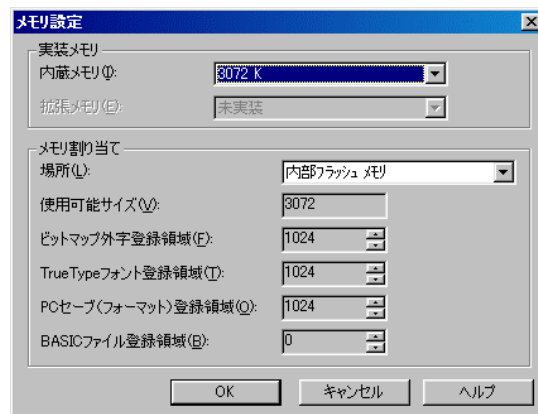 メモリ設定
実装メモリ
内蔵メモリ(I): 3072 K
拡張メモリ(E): 未実装
メモリ割り当て
場所(L): 内部フラッシュ メモリ
使用可能サイズ(V): 3072
ビットマップ外字登録領域(F): 1024
TrueTypeフォント登録領域(T): 1024
PCセーブ(フォーマット)登録領域(O): 1024
BASICファイル登録領域(B): 0
OK キャンセル ヘルプ